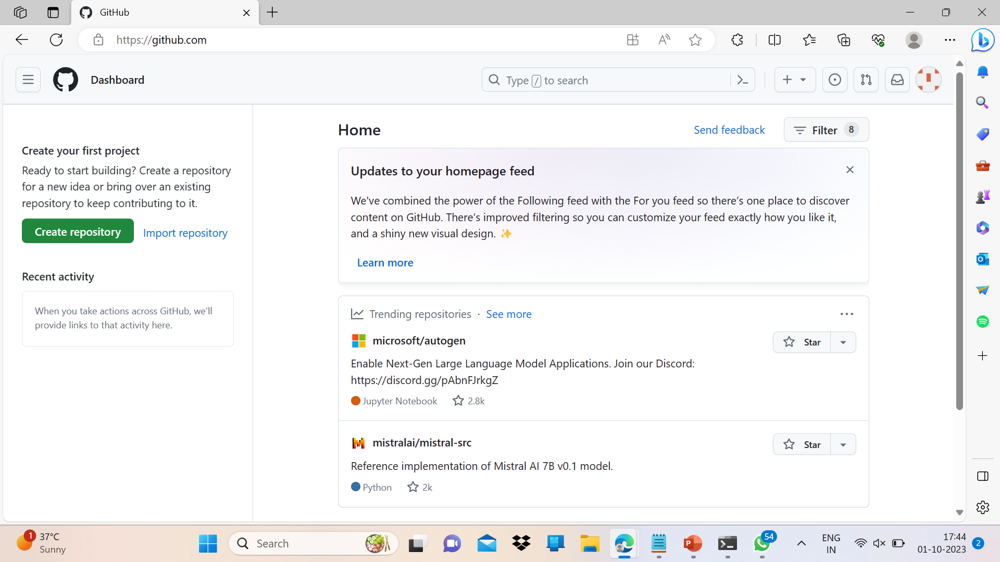 GitHub
https://github.com
Dashboard
Type / to search
Home
Send feedback
Filter 8
Create your first project
Ready to start building? Create a repository
for a new idea or bring over an existing
repository to keep contributing to it.
Create repository
Import repository
Recent activity
When you take actions across GitHub, we’ll
provide links to that activity here.
Updates to your homepage feed
We've combined the power of the Following feed with the For you feed so there’s one place to discover
content on GitHub. There’s improved filtering so you can customize your feed exactly how you like it,
and a shiny new visual design. ✨
Learn more
Trending repositories · See more
microsoft/autogen
Star
Enable Next-Gen Large Language Model Applications. Join our Discord:
https://discord.gg/pAbnFJrkgZ
Jupyter Notebook 2.8k
mistralai/mistral-src
Star
Reference implementation of Mistral AI 7B v0.1 model.
Python 2k
1
37°C
Sunny
Search
54
ENG
IN
17:44
01-10-2023
2